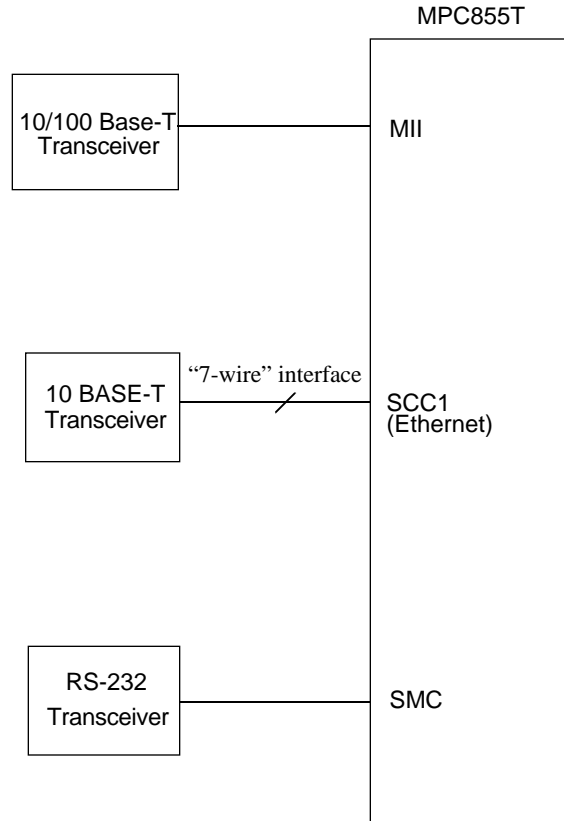 MPC855T
10/100 Base-T
Transceiver
MII
“7-wire” interface
10 BASE-T
Transceiver
SCC1
(Ethernet)
RS-232
Transceiver
SMC